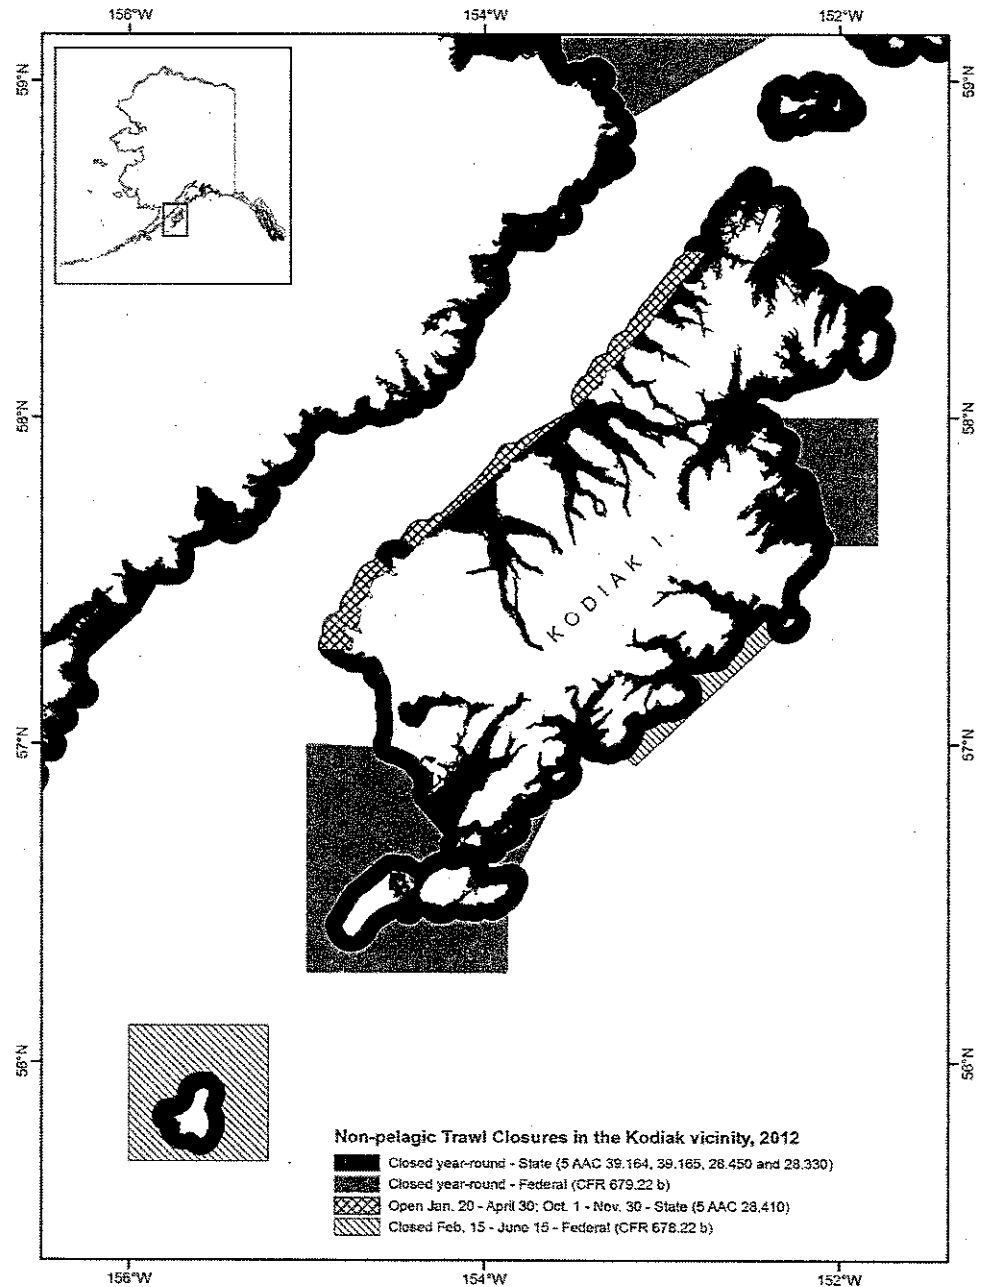 156°W 154°W 152°W
59°N 59°N
58°N 58°N
KODIAK I.
57°N 57°N
56°N 56°N
Non-pelagic Trawl Closures in the Kodiak vicinity, 2012
Closed year-round - State (5 AAC 39.164, 39.165, 28.450 and 28.330)
Closed year-round - Federal (CFR 679.22 b)
Open Jan. 20 - April 30; Oct. 1 - Nov. 30 - State (5 AAC 28.410)
Closed Feb. 15 - June 15 - Federal (CFR 678.22 b)
156°W 154°W 152°W